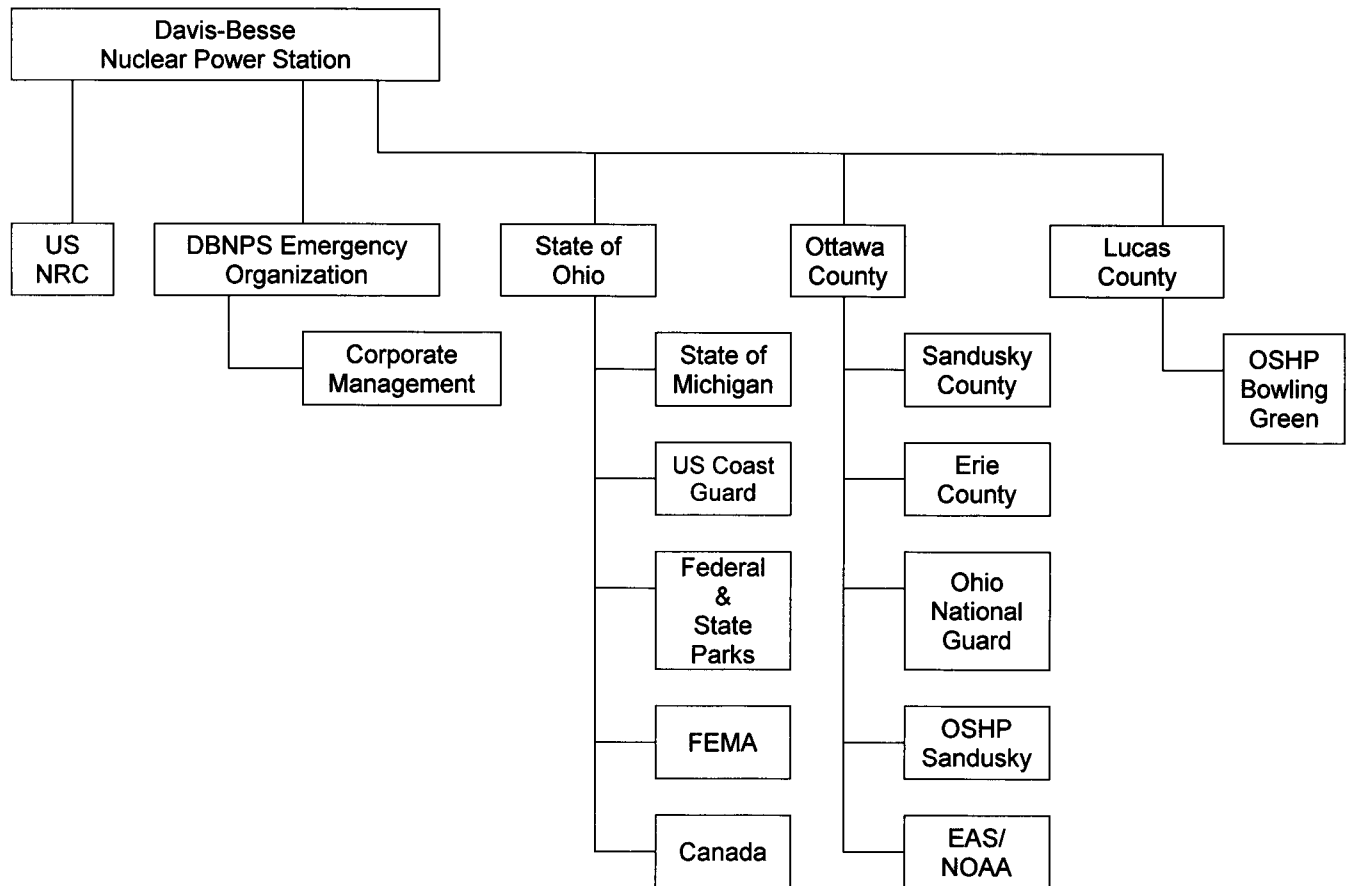 Davis-Besse
Nuclear Power Station
US
NRC
DBNPS Emergency
Organization
State of
Ohio
Ottawa
County
Lucas
County
Corporate
Management
State of
Michigan
US Coast
Guard
Federal
&
State
Parks
FEMA
Canada
Sandusky
County
Erie
County
Ohio
National
Guard
OSHP
Sandusky
EAS/
NOAA
OSHP
Bowling
Green